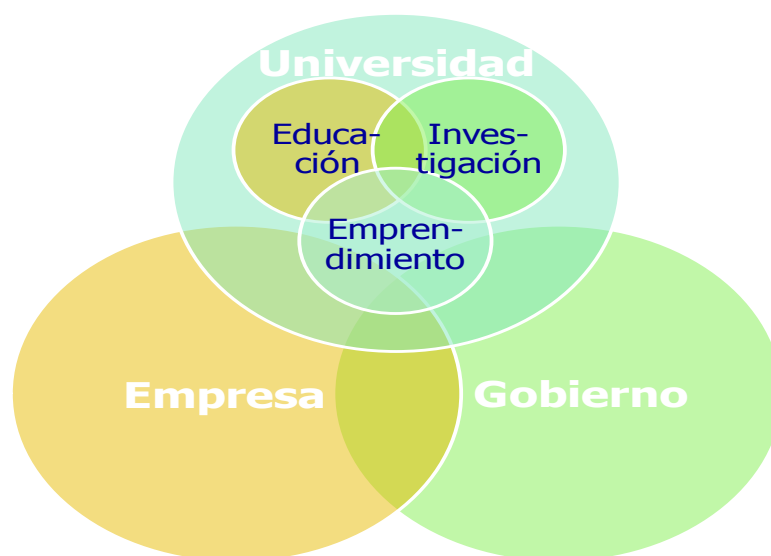 Universidad
Educa-
ción
Inves-
tigación
Empren-
dimiento
Empresa
Gobierno